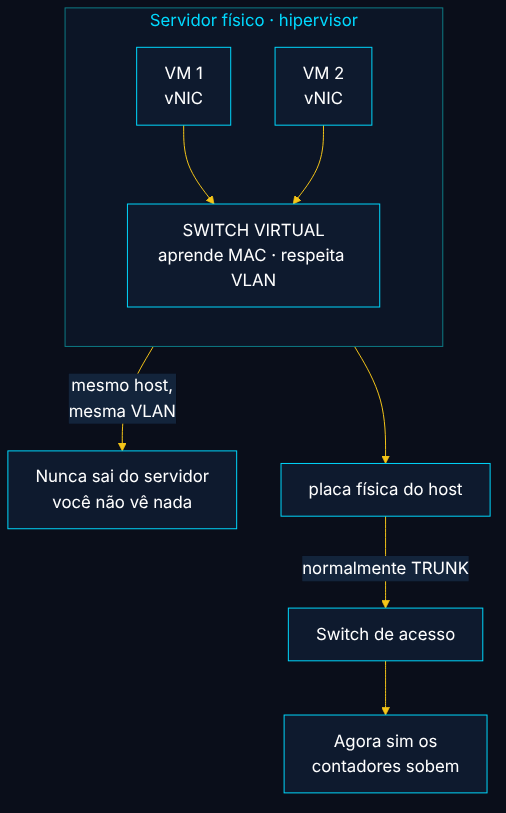 Servidor físico · hipervisor
VM 1
vNIC
VM 2
vNIC
SWITCH VIRTUAL
aprende MAC · respeita
VLAN
mesmo host,
mesma VLAN
Nunca sai do servidor
você não vê nada
placa física do host
normalmente TRUNK
Switch de acesso
Agora sim os
contadores sobem